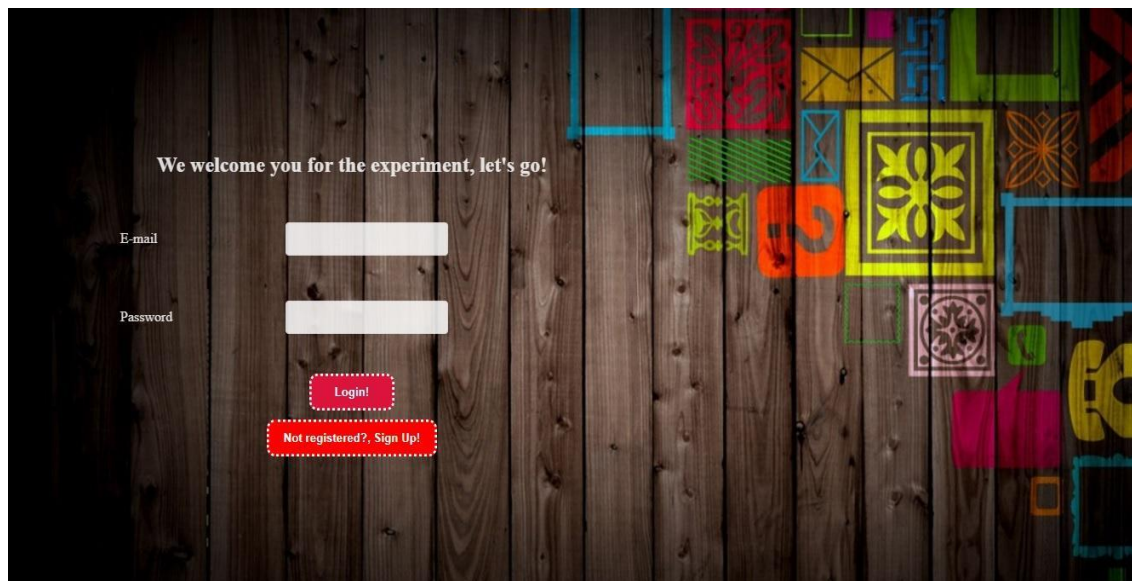 We welcome you for the experiment, let's go!
E-mail
Password
Login!
Not registered?, Sign Up!